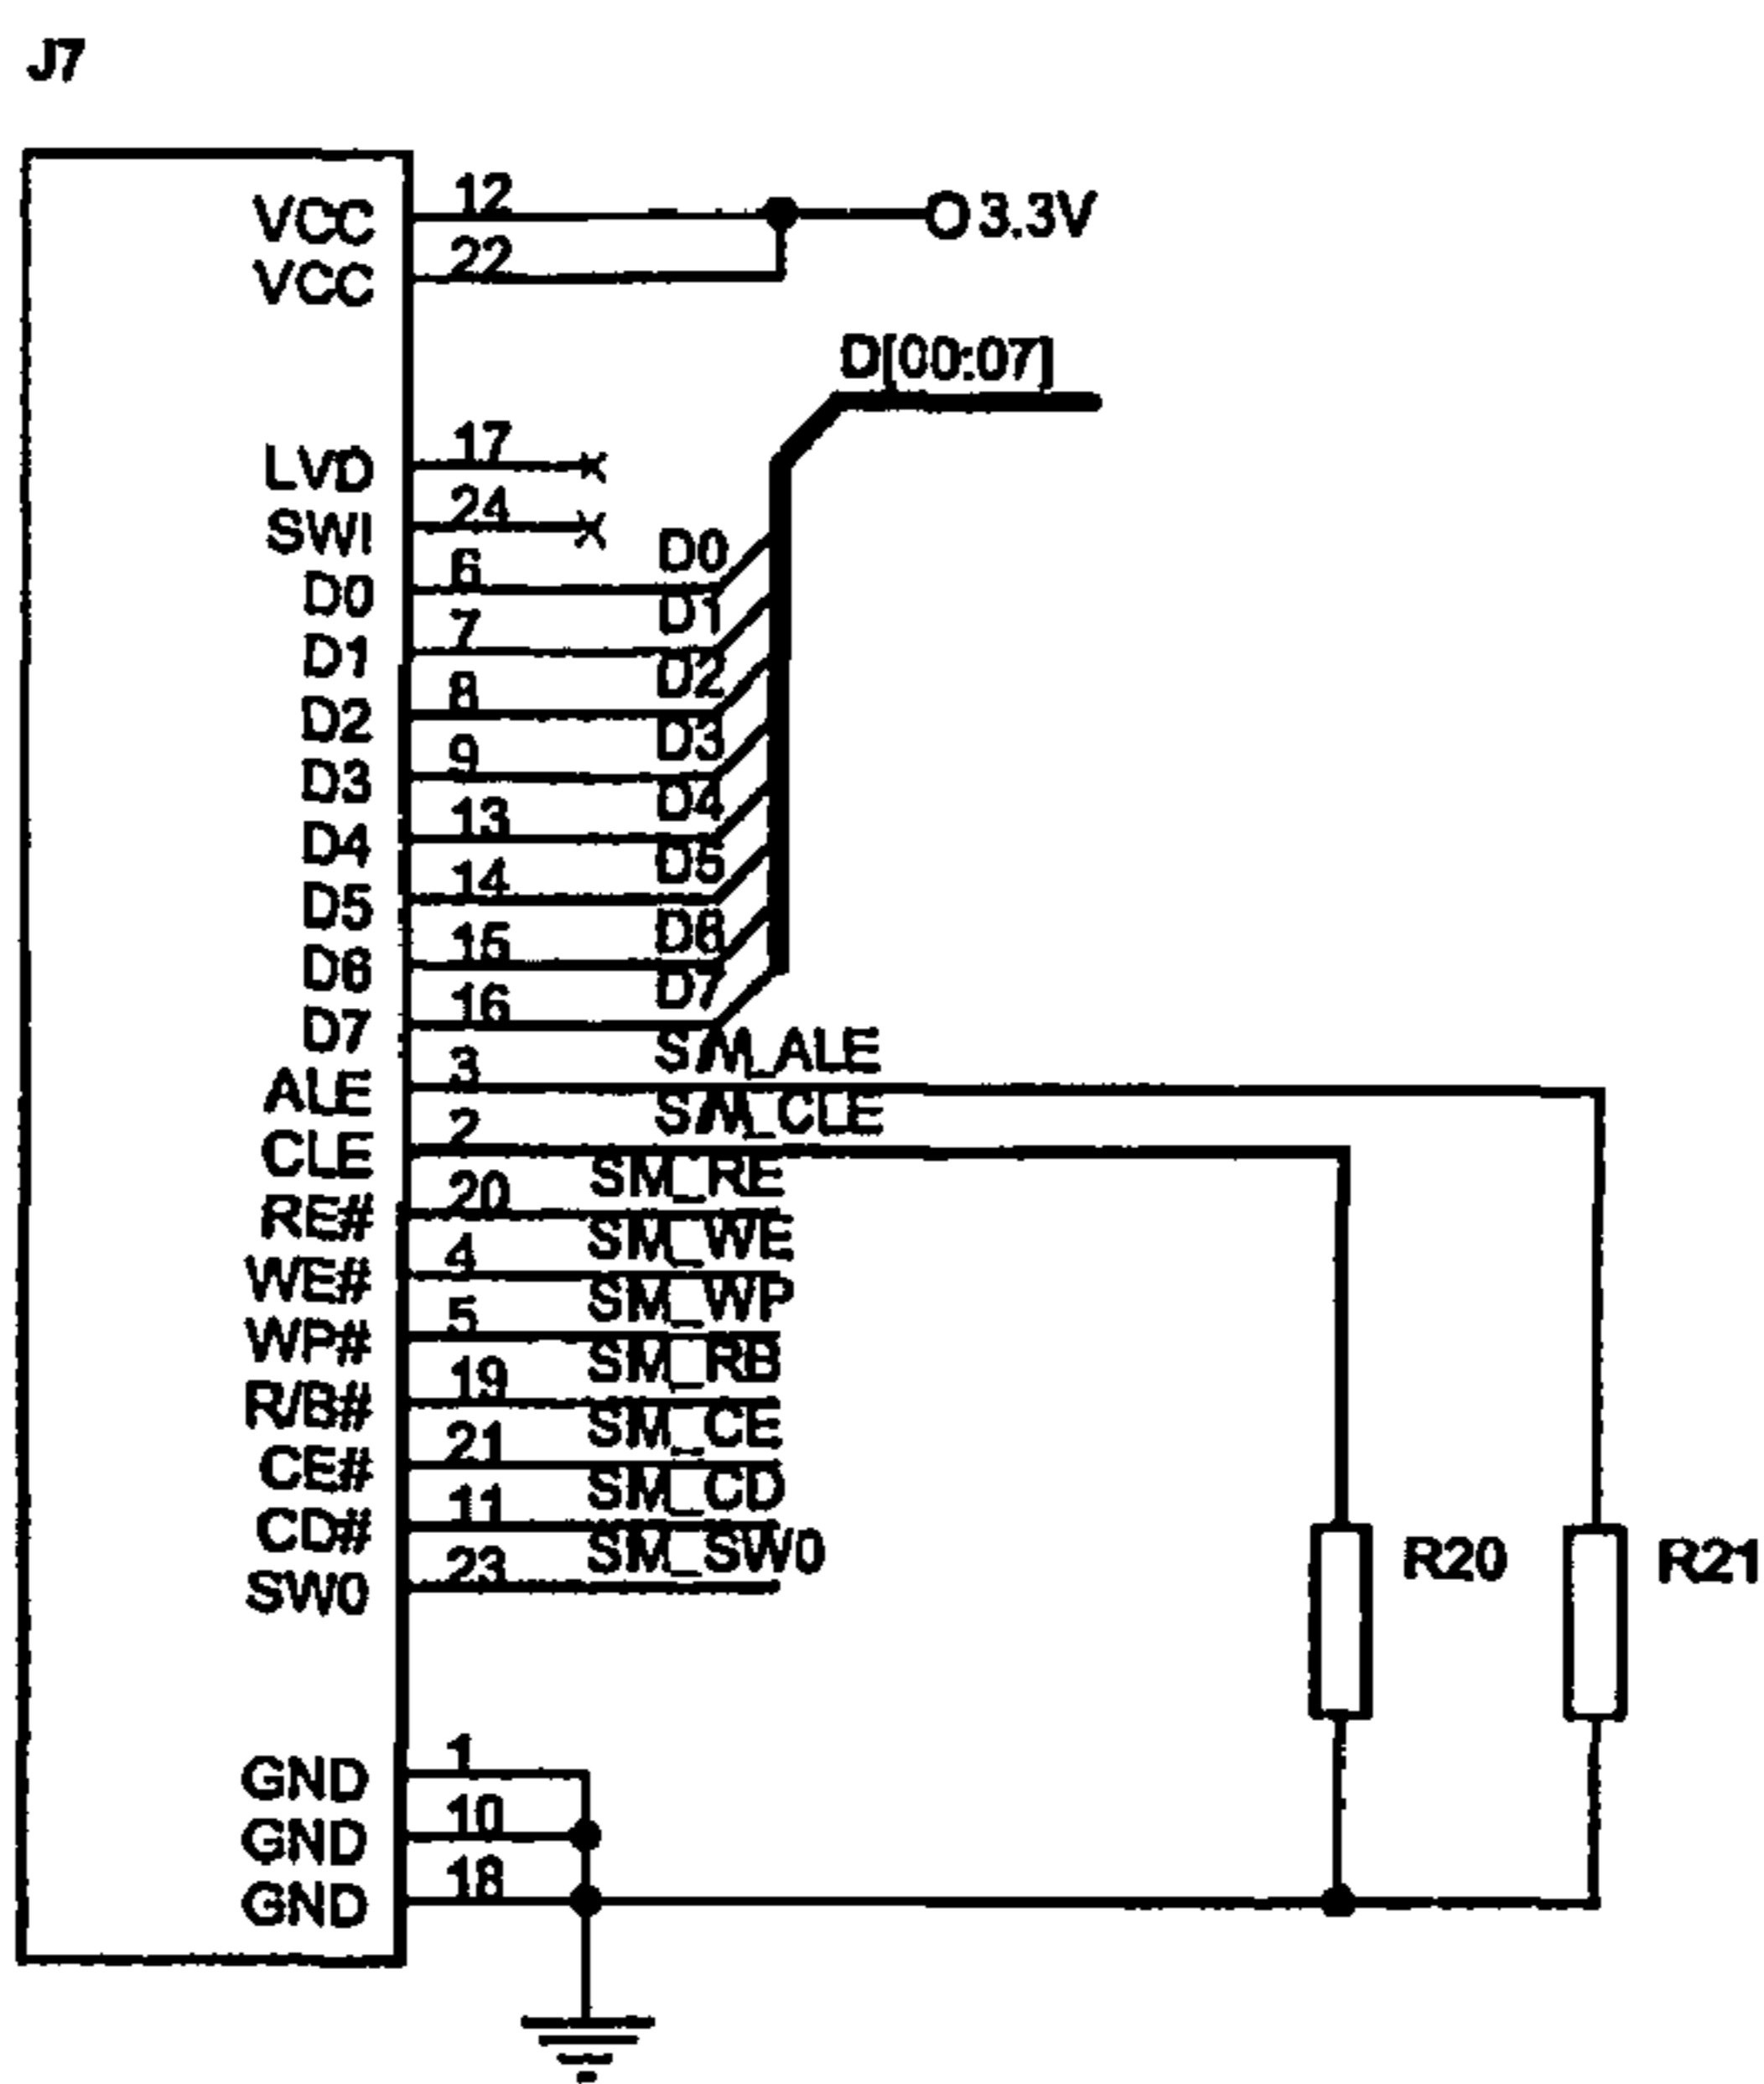 J7
VCC 12 3.3V
VCC 22
D[00:07]
LVD 17
SWI 24
D0 6 D0
D1 7 D1
D2 8 D2
D3 9 D3
D4 13 D4
D5 14 D5
D6 15 D6
D7 16 D7
ALE 3 SM_ALE
CLE 2 SM_CLE
RE# 20 SM_RE
WE# 4 SM_WE
WP# 5 SM_WP
R/B# 19 SM_RB
CE# 21 SM_CE
CD# 11 SM_CD
SW0 23 SM_SW0
R20 R21
GND 1
GND 10
GND 18